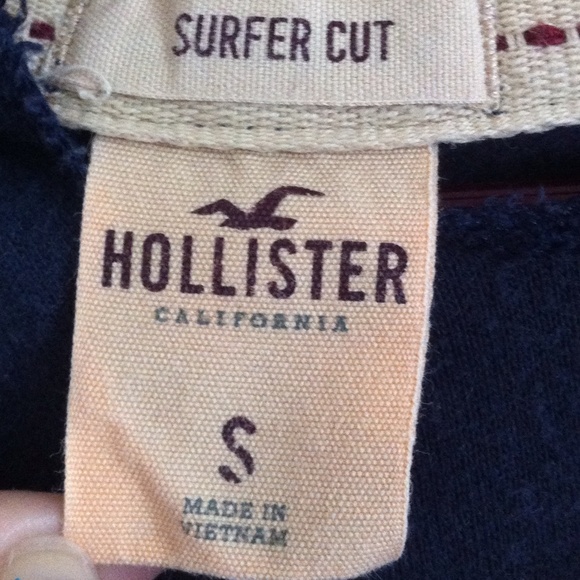 SURFER CUT
HOLLISTER
CALIFORNIA
S
MADE IN
VIETNAM